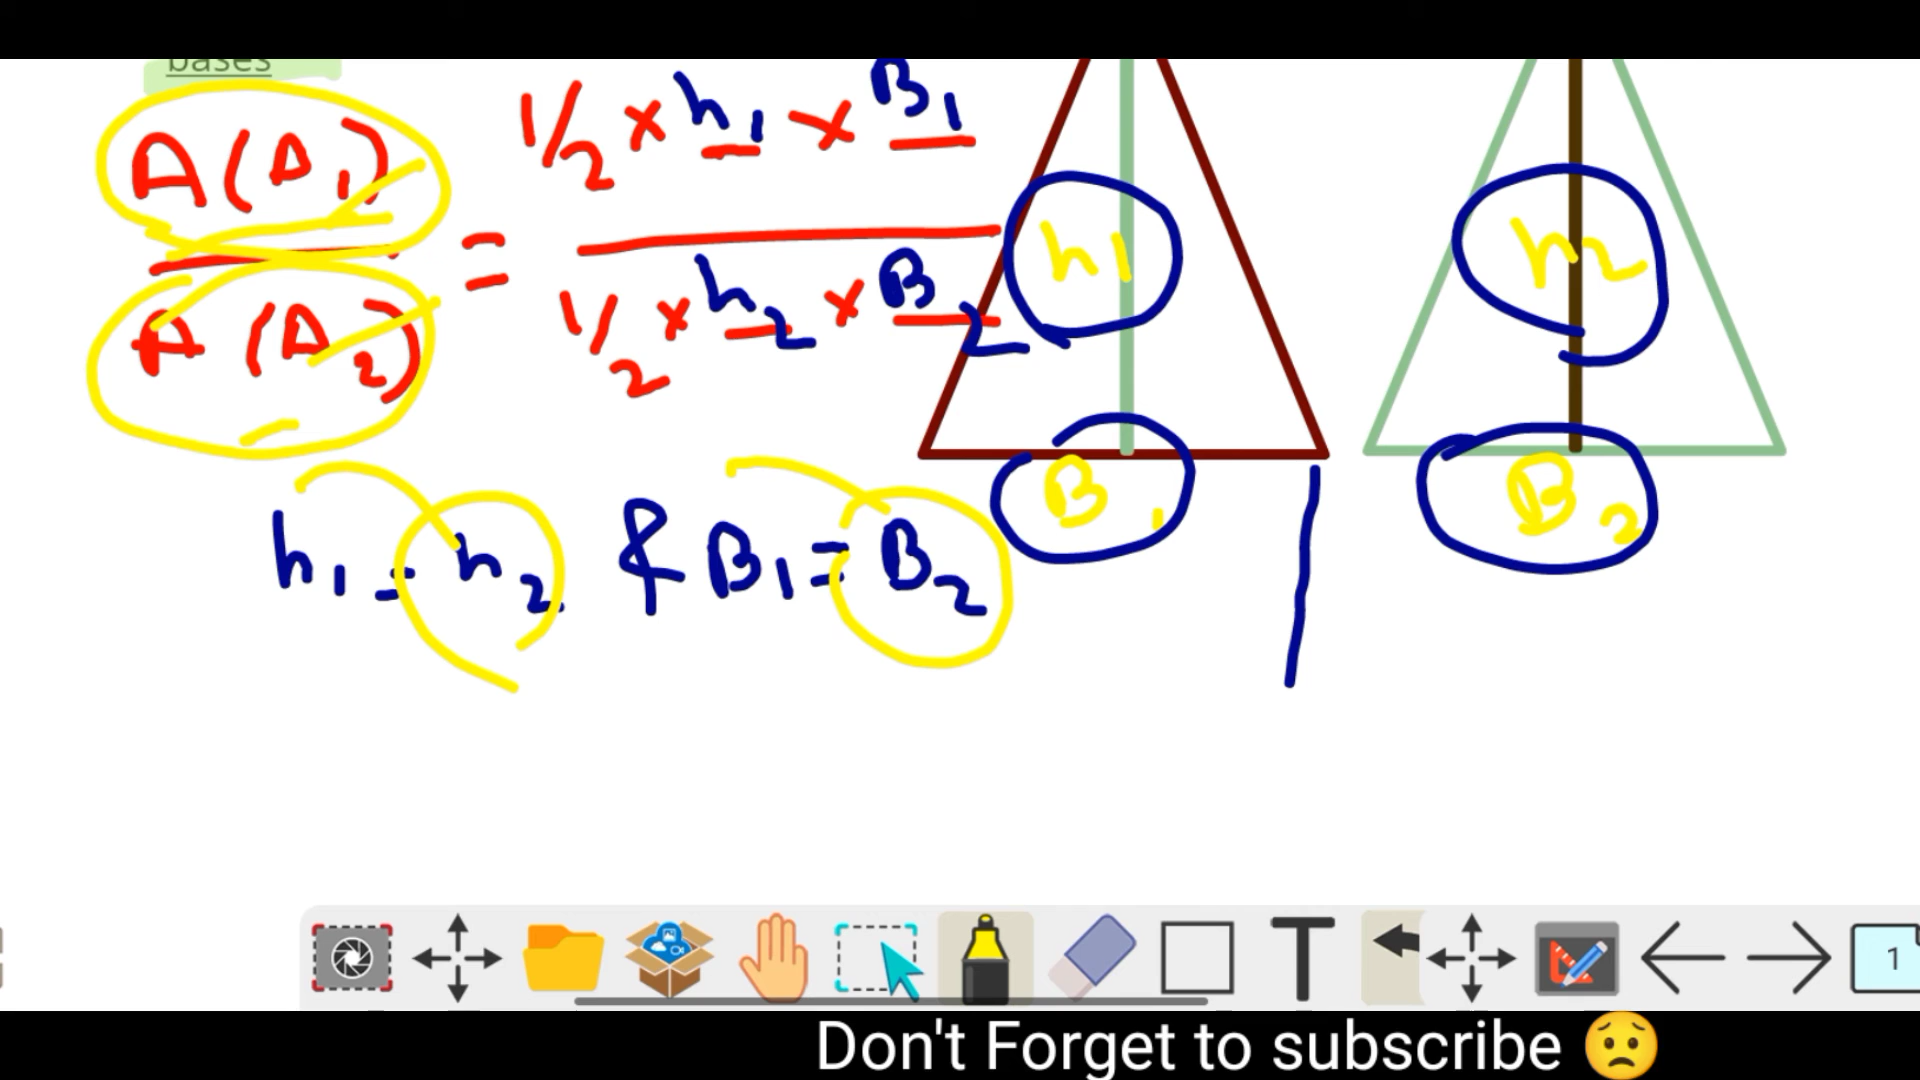 bases
A(Δ1) = 1/2 × h1 × B1
A(Δ2) 1/2 × h2 × B2
h1 h2
B1 B2
h1 = h2 & B1 = B2
T 1
Don't Forget to subscribe 😟